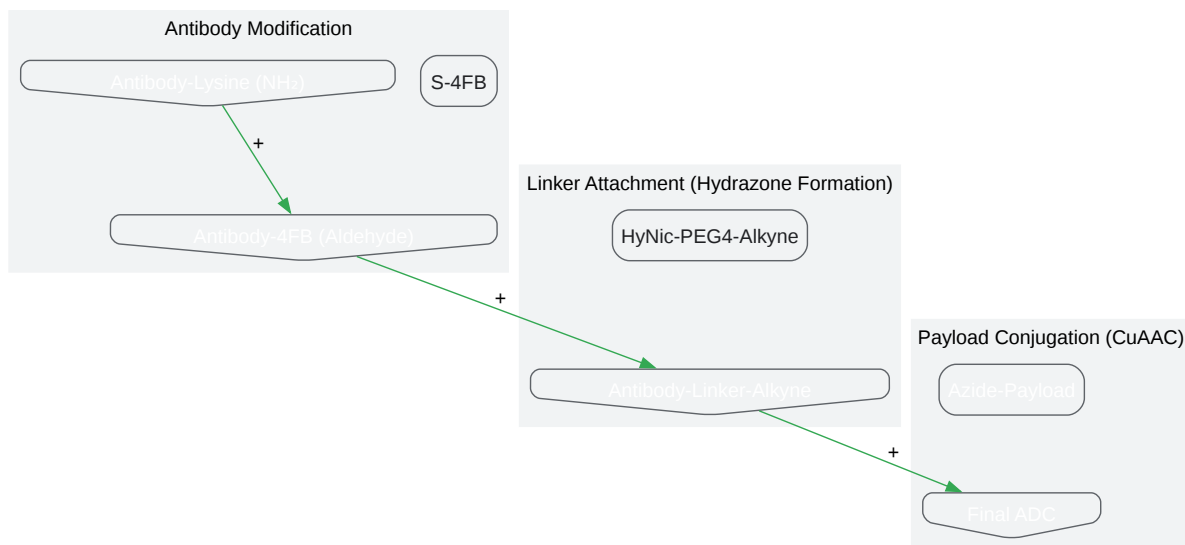 Antibody Modification
Antibody-Lysine (NH₂)
S-4FB
+
Antibody-4FB (Aldehyde)
+
Linker Attachment (Hydrazone Formation)
HyNic-PEG4-Alkyne
Antibody-Linker-Alkyne
+
Payload Conjugation (CuAAC)
Azide-Payload
Final ADC